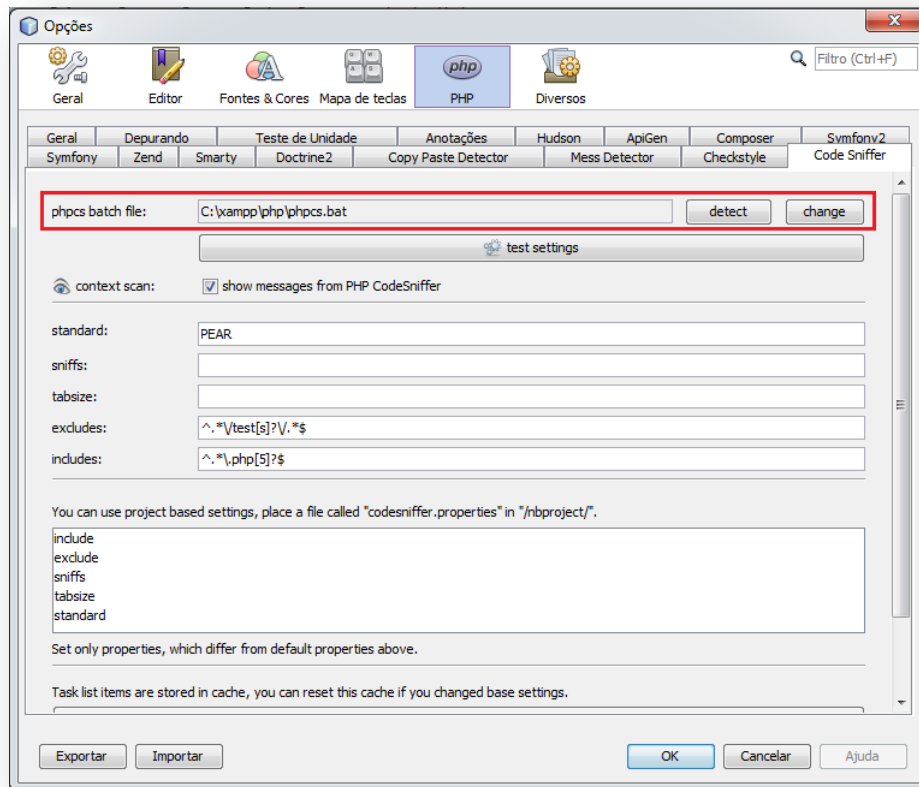 Opções
php
Filtro (Ctrl+F)
Geral Editor Fontes & Cores Mapa de teclas PHP Diversos
Geral Depurando Teste de Unidade Anotações Hudson ApiGen Composer Symfony2
Symfony Zend Smarty Doctrine2 Copy Paste Detector Mess Detector Checkstyle Code Sniffer
phpcs batch file: C:\xampp\php\phpcs.bat detect change
test settings
context scan: show messages from PHP CodeSniffer
standard: PEAR
sniffs:
tabsize:
excludes: ^.*\/test[s]?\/.*$
includes: ^.*\.php[5]?$
You can use project based settings, place a file called "codesniffer.properties" in "/nbproject/".
include
exclude
sniffs
tabsize
standard
Set only properties, which differ from default properties above.
Task list items are stored in cache, you can reset this cache if you changed base settings.
Exportar Importar OK Cancelar Ajuda